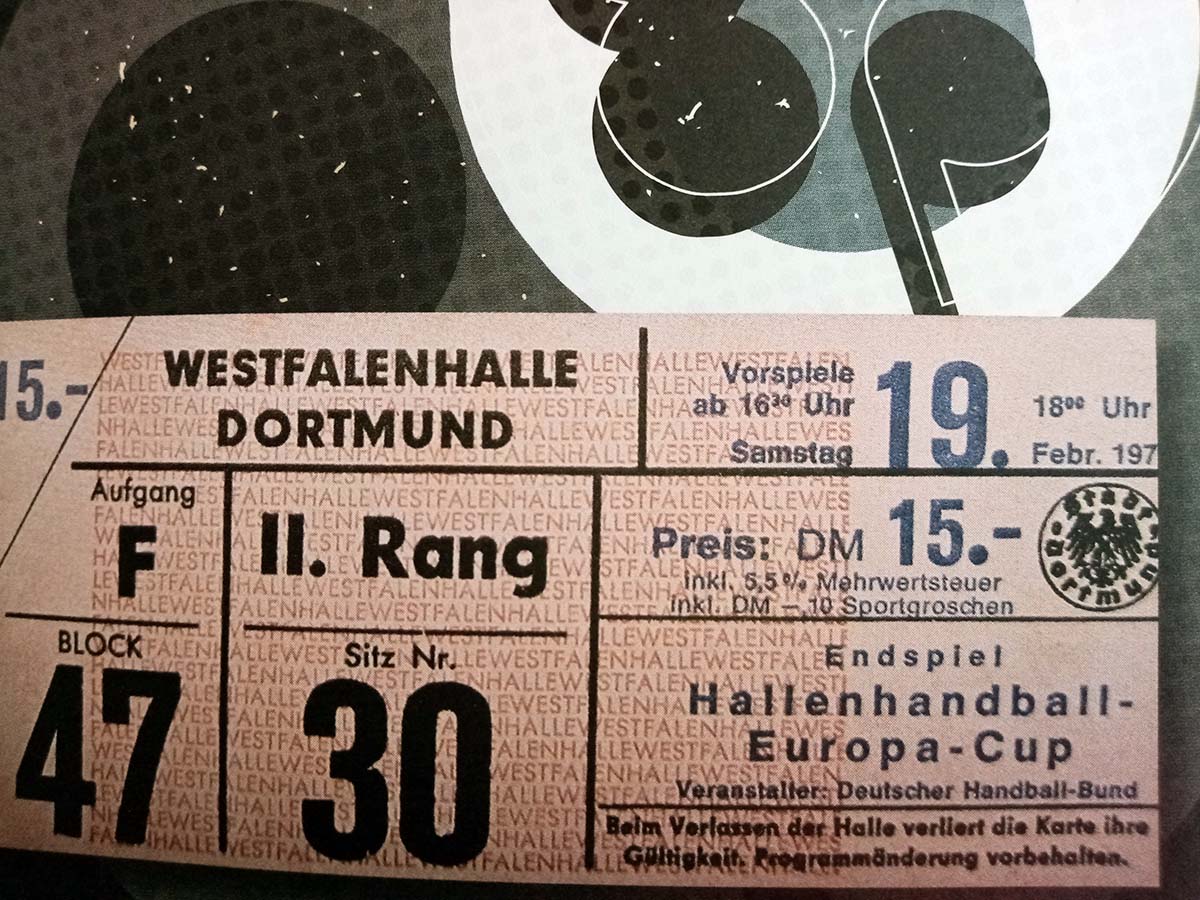 15.-
WESTFALENHALLE
DORTMUND
Vorspiele
ab 16³⁰ Uhr
Samstag
19.
18⁰⁰ Uhr
Febr. 197
Aufgang
F
II. Rang
Preis: DM 15.-
inkl. 5,5% Mehrwertsteuer
inkl. DM –.10 Sportgroschen
Stadt
Dortmund
BLOCK
47
Sitz Nr.
30
Endspiel
Hallenhandball-
Europa-Cup
Veranstalter: Deutscher Handball-Bund
Beim Verlassen der Halle verliert die Karte ihre
Gültigkeit. Programmänderung vorbehalten.